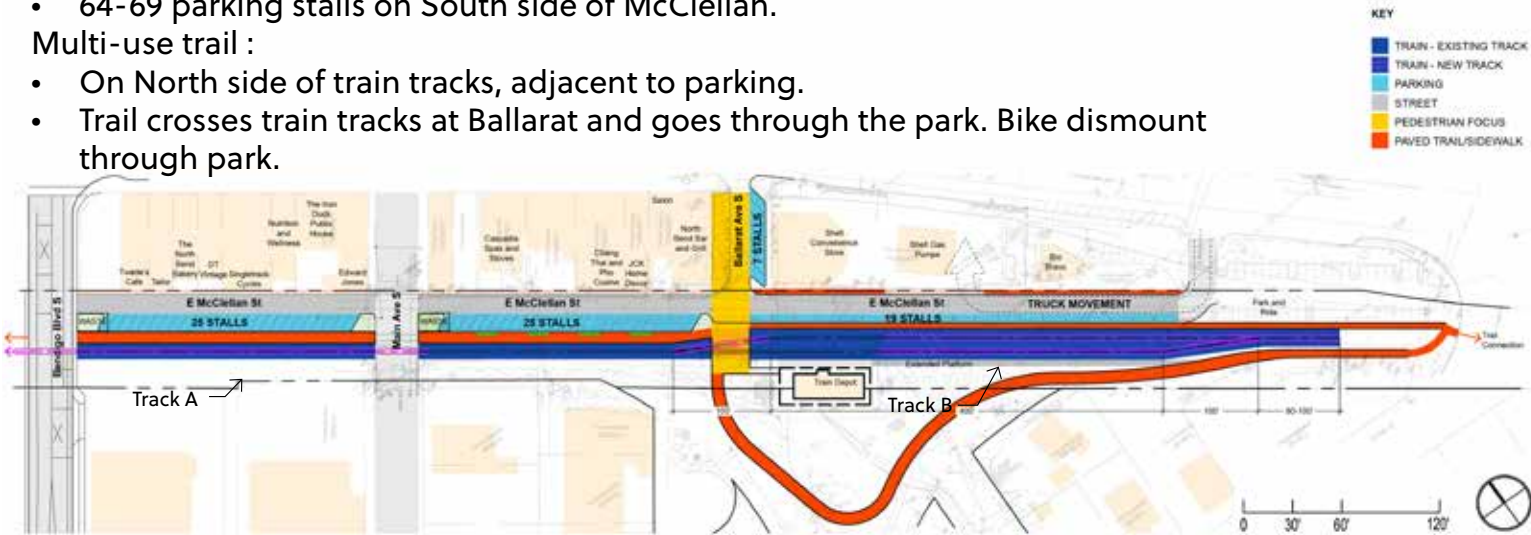 • 64-69 parking stalls on South side of McClellan.
Multi-use trail :
• On North side of train tracks, adjacent to parking.
• Trail crosses train tracks at Ballarat and goes through the park. Bike dismount
through park.
KEY
TRAIN - EXISTING TRACK
TRAIN - NEW TRACK
PARKING
STREET
PEDESTRIAN FOCUS
PAVED TRAIL/SIDEWALK
Bendigo Blvd S
Twede's
Cafe
Tailor
The
North
Bend
Bakery
DT
Vintage
Singletrack
Cycles
Nutrition
and
Wellness
The Iron
Duck
Public
House
Edward
Jones
Main Ave S
Cascadia
Spas and
Stoves
Chang
Thai and
Pho
Cuisine
JCK
Home
Decor
Salon
North
Bend Bar
and Grill
Ballarat Ave S
7 STALLS
Shell
Convenience
Store
Shell Gas
Pumps
E McClellan St
E McClellan St
E McClellan St
TRUCK MOVEMENT
Park and
Ride
WASTE
25 STALLS
WASTE
19 STALLS
Trail
Connection
Extended Platform
Train Depot
Track A
Track B
100'
0 30' 60' 120'